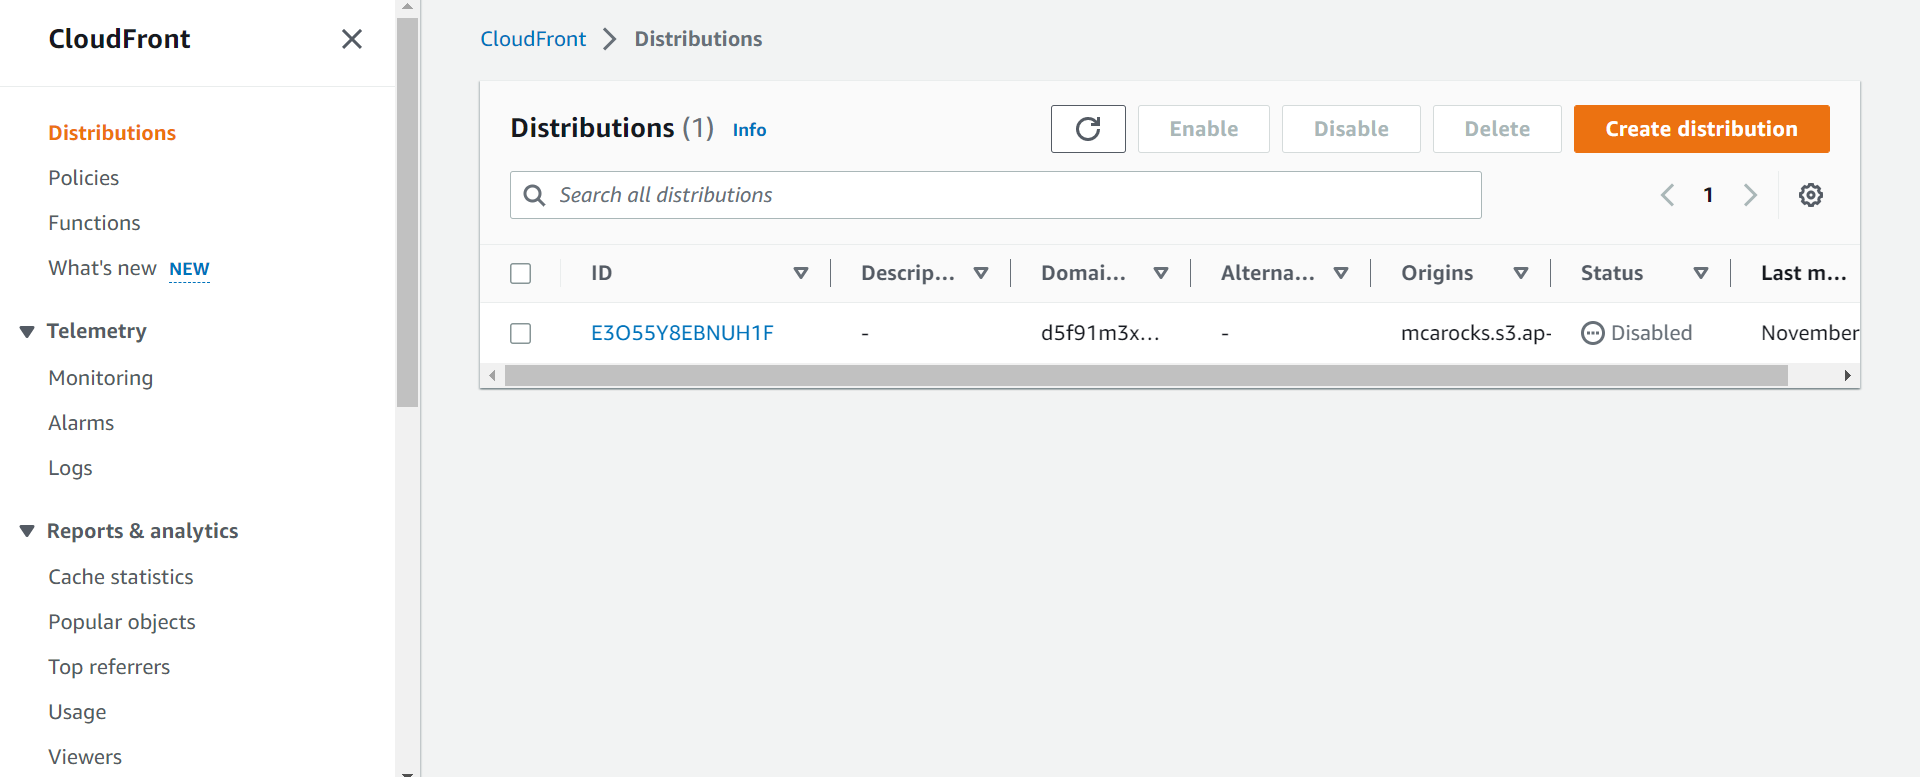 CloudFront
Distributions
Policies
Functions
What's new NEW
Telemetry
Monitoring
Alarms
Logs
Reports & analytics
Cache statistics
Popular objects
Top referrers
Usage
Viewers
CloudFront Distributions
Distributions (1) Info Enable Disable Delete Create distribution
Search all distributions 1
ID Descrip... Domai... Alterna... Origins Status Last m...
E3O55Y8EBNUH1F - d5f91m3x... - mcarocks.s3.ap- Disabled November